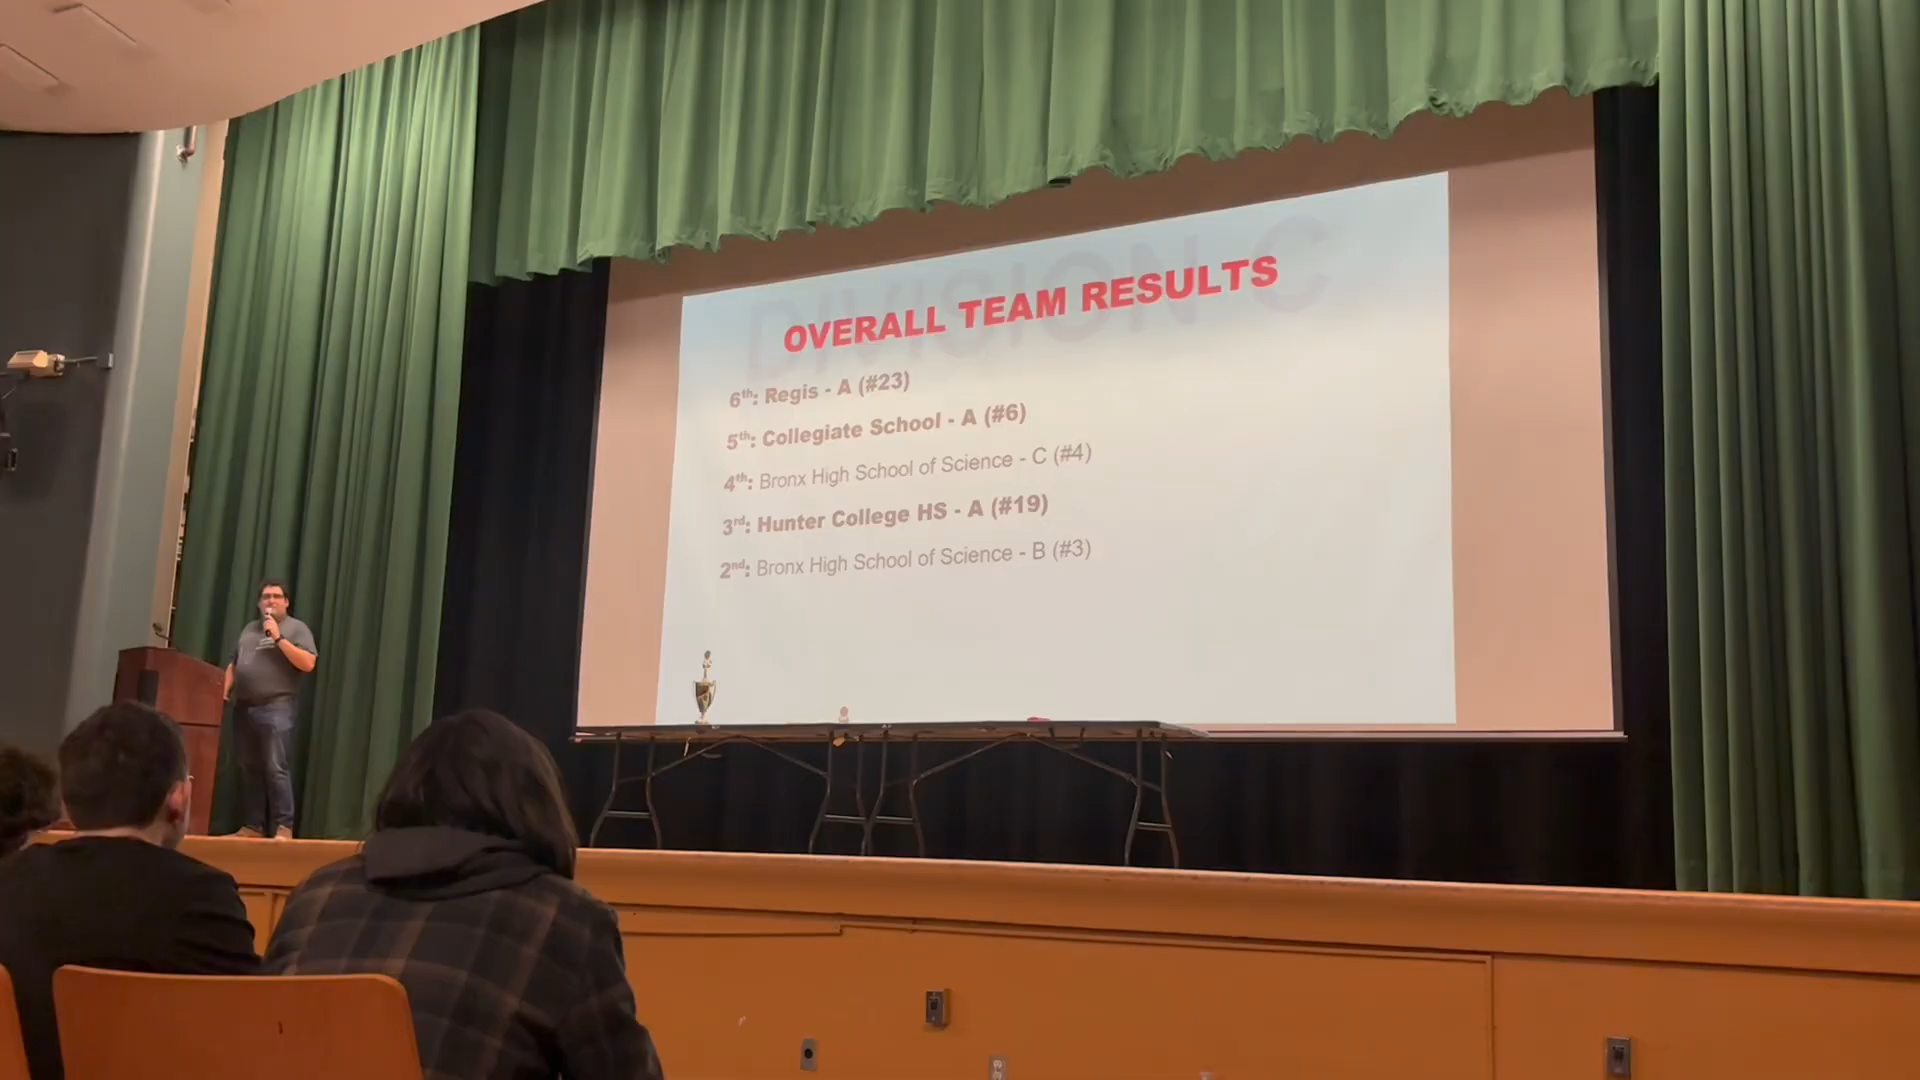 DIVISION C
OVERALL TEAM RESULTS
6th: Regis - A (#23)
5th: Collegiate School - A (#6)
4th: Bronx High School of Science - C (#4)
3rd: Hunter College HS - A (#19)
2nd: Bronx High School of Science - B (#3)